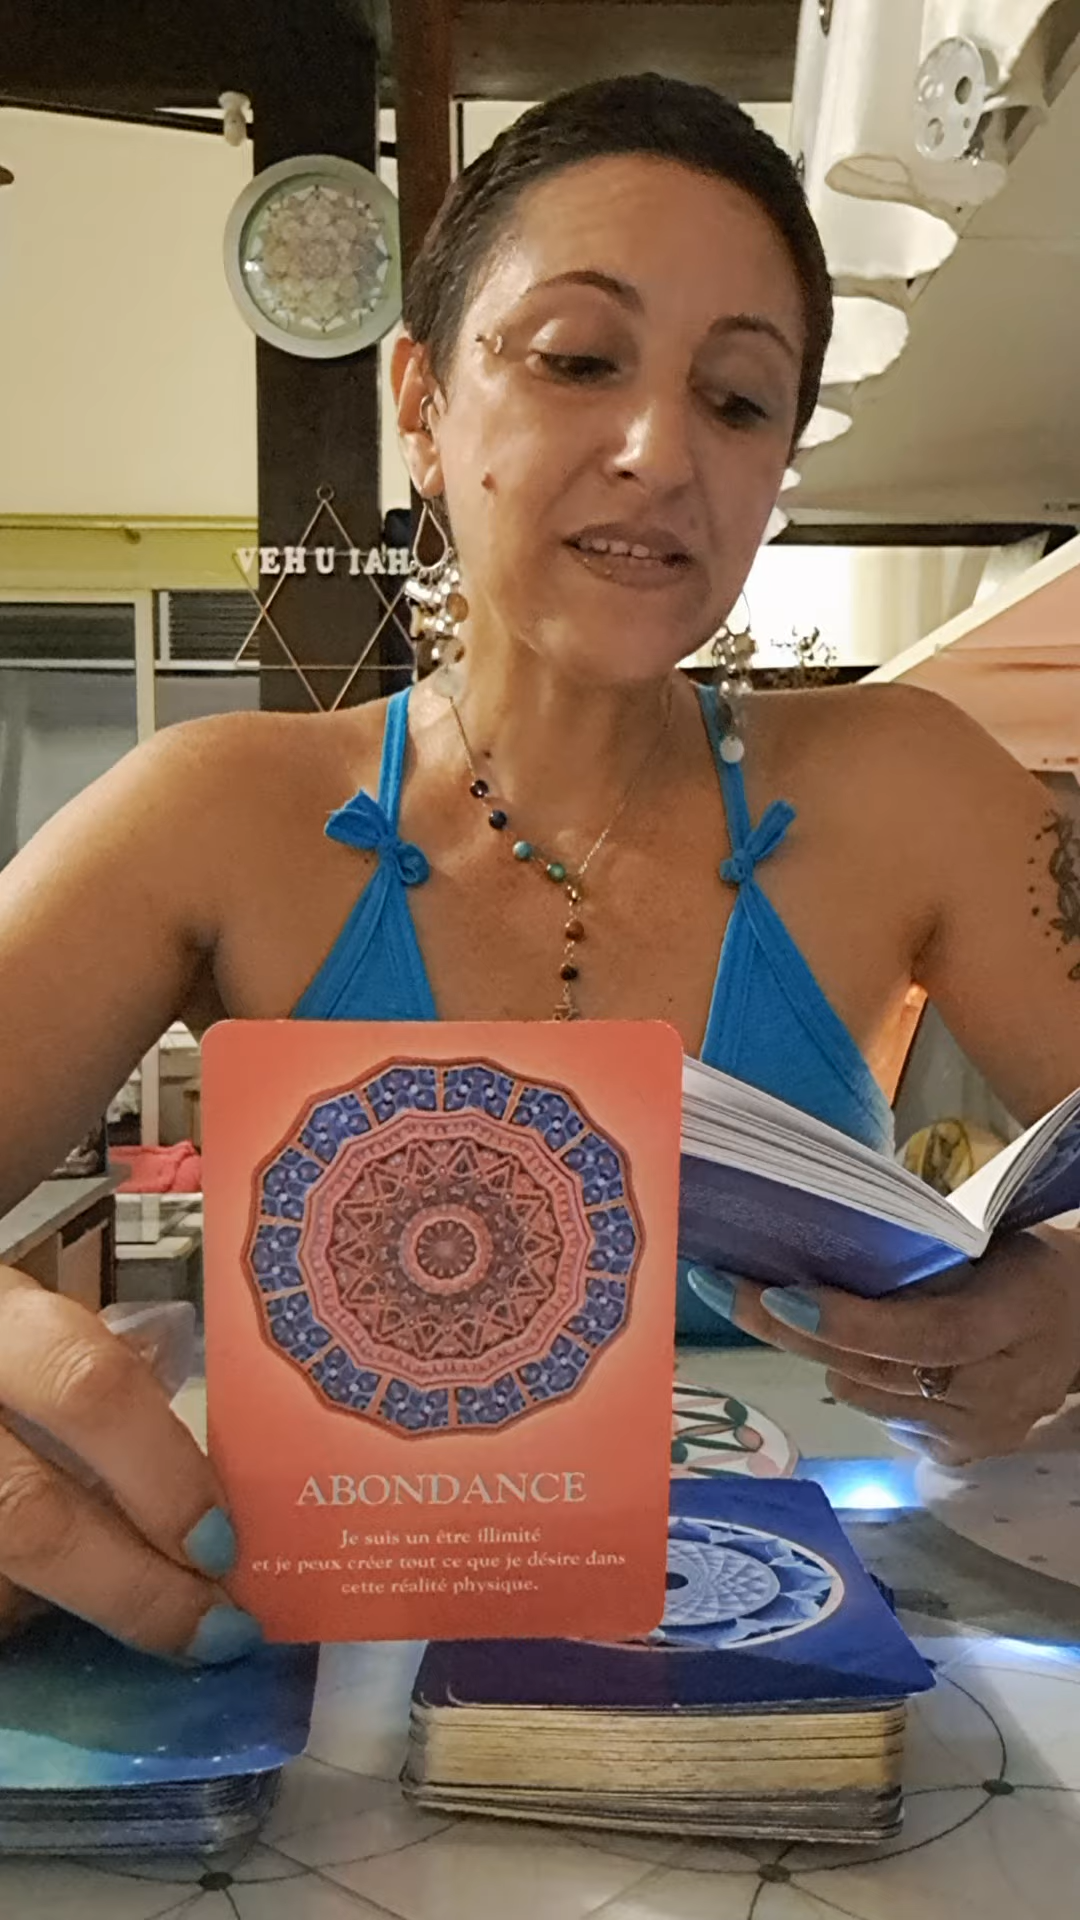 VEHUIAH
ABONDANCE
Je suis un être illimité
et je peux créer tout ce que je désire dans
cette réalité physique.